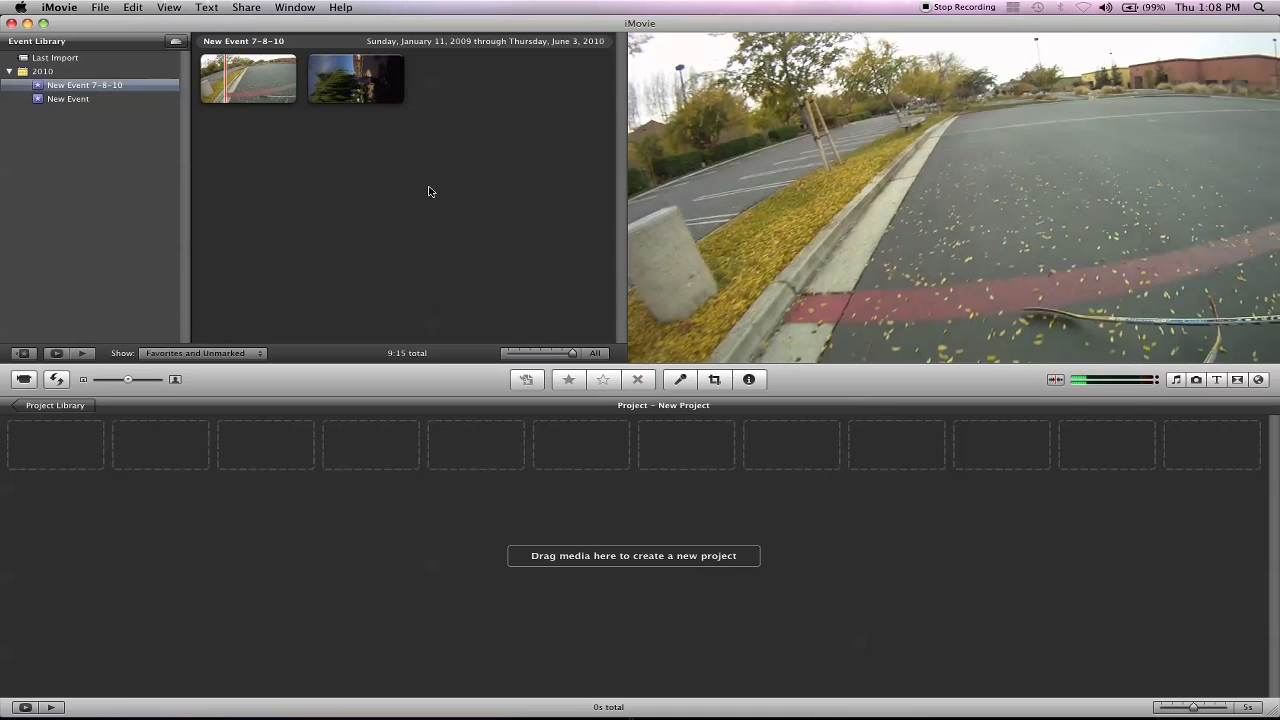 iMovie File Edit View Text Share Window Help Stop Recording (99%) Thu 1:08 PM
iMovie
Event Library
Last Import
2010
New Event 7-8-10
New Event
New Event 7-8-10 Sunday, January 11, 2009 through Thursday, June 3, 2010
Show: Favorites and Unmarked 9:15 total All
Project Library Project - New Project
Drag media here to create a new project
0s total 5s